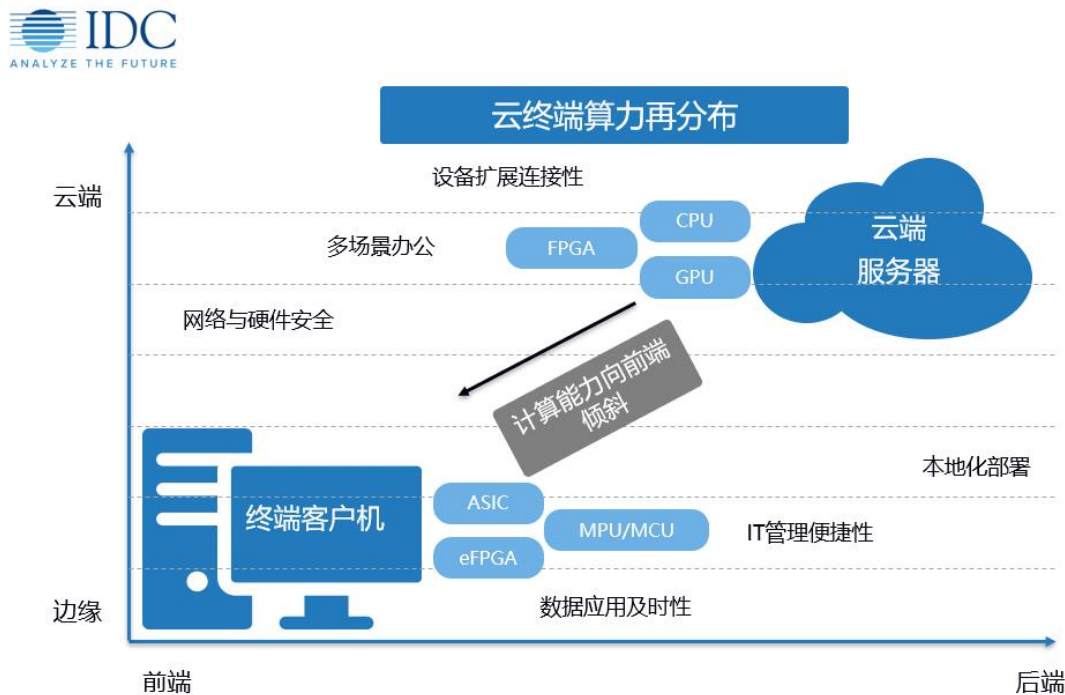 IDC
ANALYZE THE FUTURE
云终端算力再分布
云端
设备扩展连接性
CPU
多场景办公
FPGA
云端
服务器
GPU
网络与硬件安全
计算能力向前端
倾斜
本地化部署
终端客户机
ASIC
MPU/MCU
IT管理便捷性
eFPGA
边缘
数据应用及时性
前端
后端